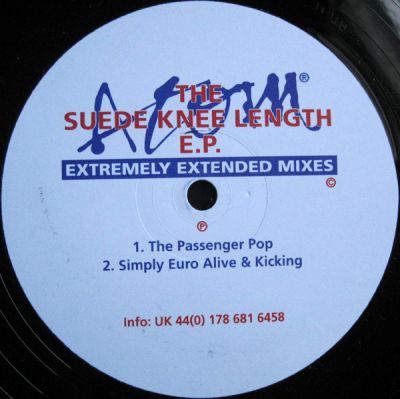 Atom®
THE
SUEDE KNEE LENGTH
E.P.
EXTREMELY EXTENDED MIXES
©
℗
1. The Passenger Pop
2. Simply Euro Alive & Kicking
Info: UK 44(0) 178 681 6458